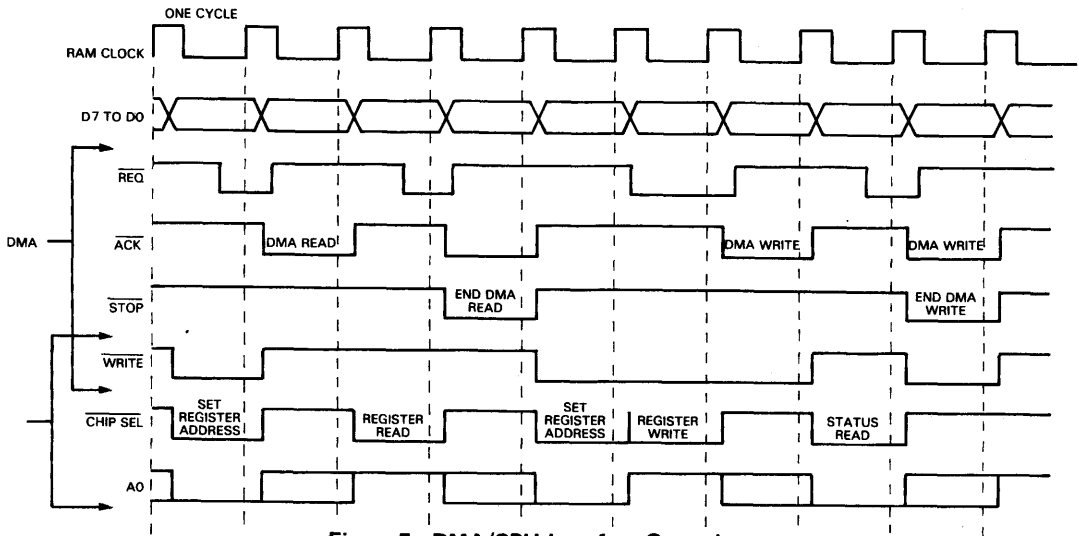 ONE CYCLE
RAM CLOCK
D7 TO D0
REQ
DMA
ACK
DMA READ
DMA WRITE
DMA WRITE
STOP
END DMA
READ
END DMA
WRITE
WRITE
CHIP SEL
SET
REGISTER
ADDRESS
REGISTER
READ
SET
REGISTER
ADDRESS
REGISTER
WRITE
STATUS
READ
A0
DMA/CPU